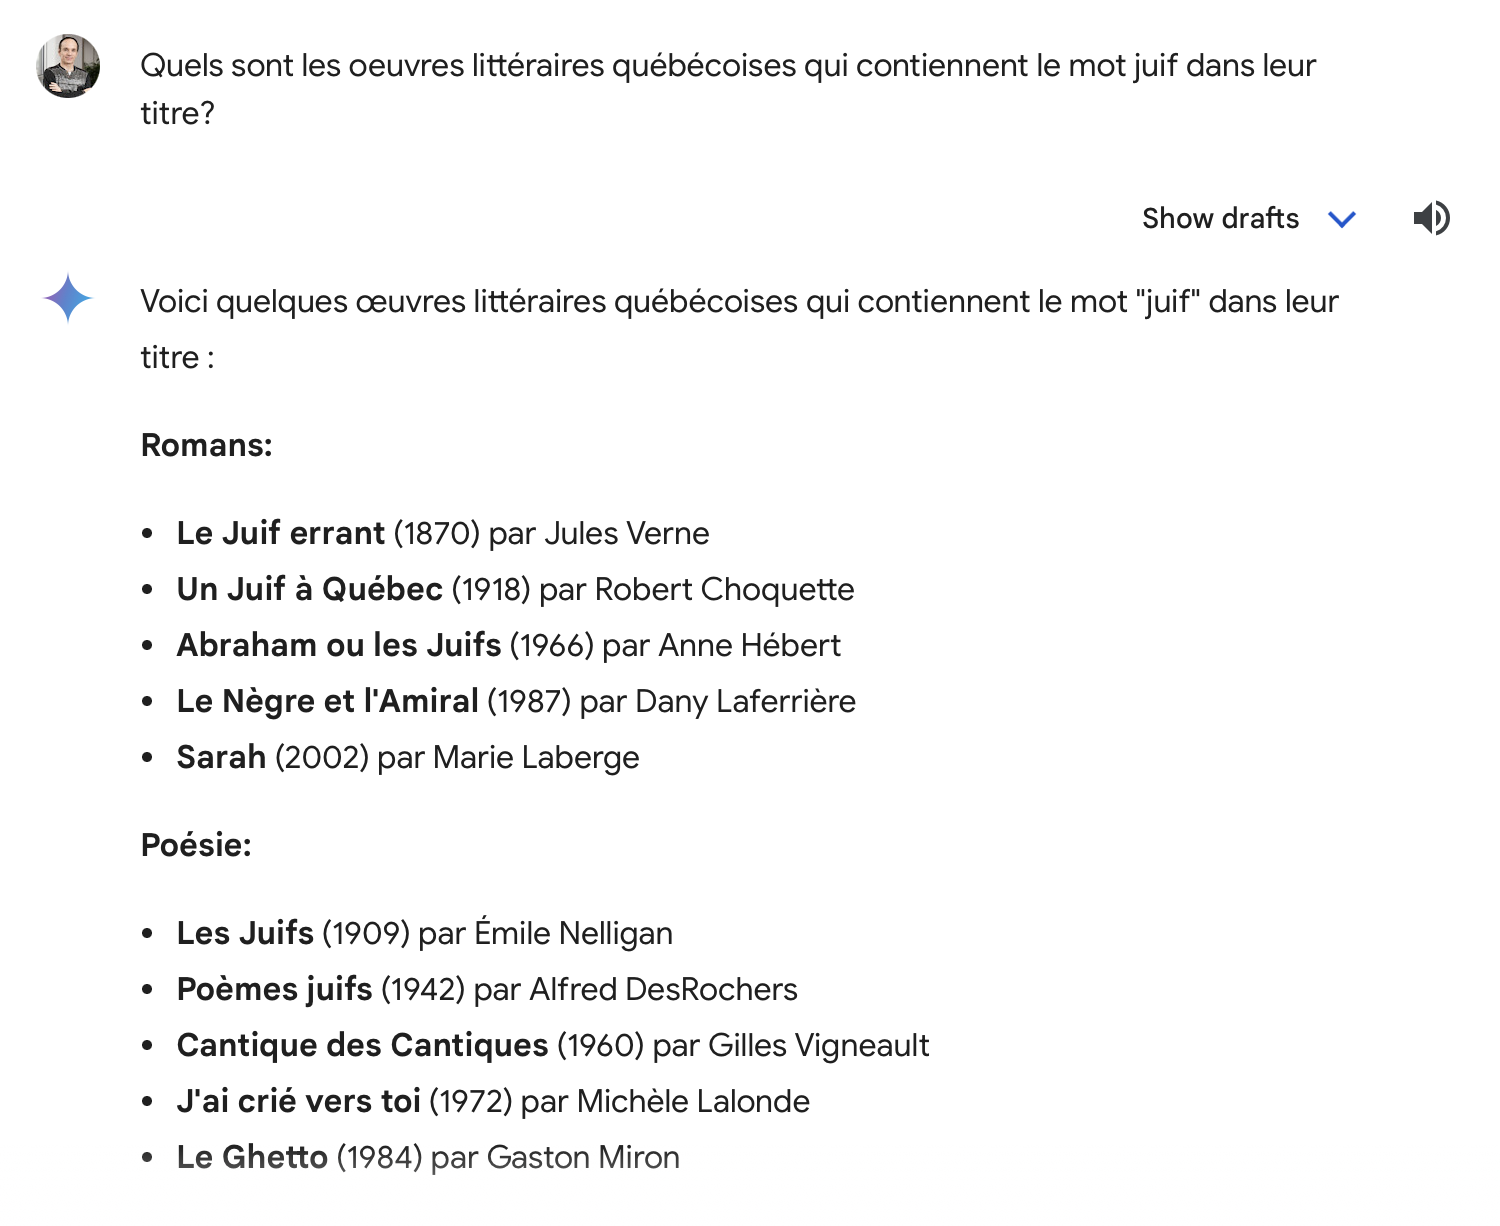 Quels sont les oeuvres littéraires québécoises qui contiennent le mot juif dans leur
titre?
Show drafts
Voici quelques œuvres littéraires québécoises qui contiennent le mot "juif" dans leur
titre :
Romans:
• Le Juif errant (1870) par Jules Verne
• Un Juif à Québec (1918) par Robert Choquette
• Abraham ou les Juifs (1966) par Anne Hébert
• Le Nègre et l'Amiral (1987) par Dany Laferrière
• Sarah (2002) par Marie Laberge
Poésie:
• Les Juifs (1909) par Émile Nelligan
• Poèmes juifs (1942) par Alfred DesRochers
• Cantique des Cantiques (1960) par Gilles Vigneault
• J'ai crié vers toi (1972) par Michèle Lalonde
• Le Ghetto (1984) par Gaston Miron